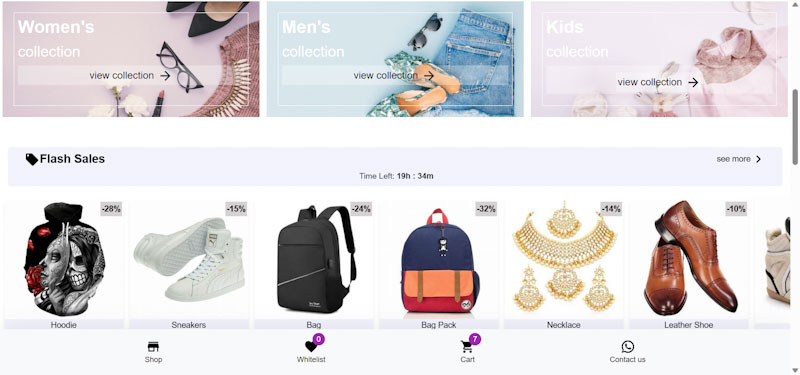 Women's
collection
view collection →
Men's
collection
view collection →
Kids
collection
view collection →
Flash Sales
see more >
Time Left: 19h : 34m
-28%
-15%
-24%
-32%
-14%
-10%
Hoodie
Sneakers
Bag
Bag Pack
Necklace
Leather Shoe
0
7
Shop
Whitelist
Cart
Contact us